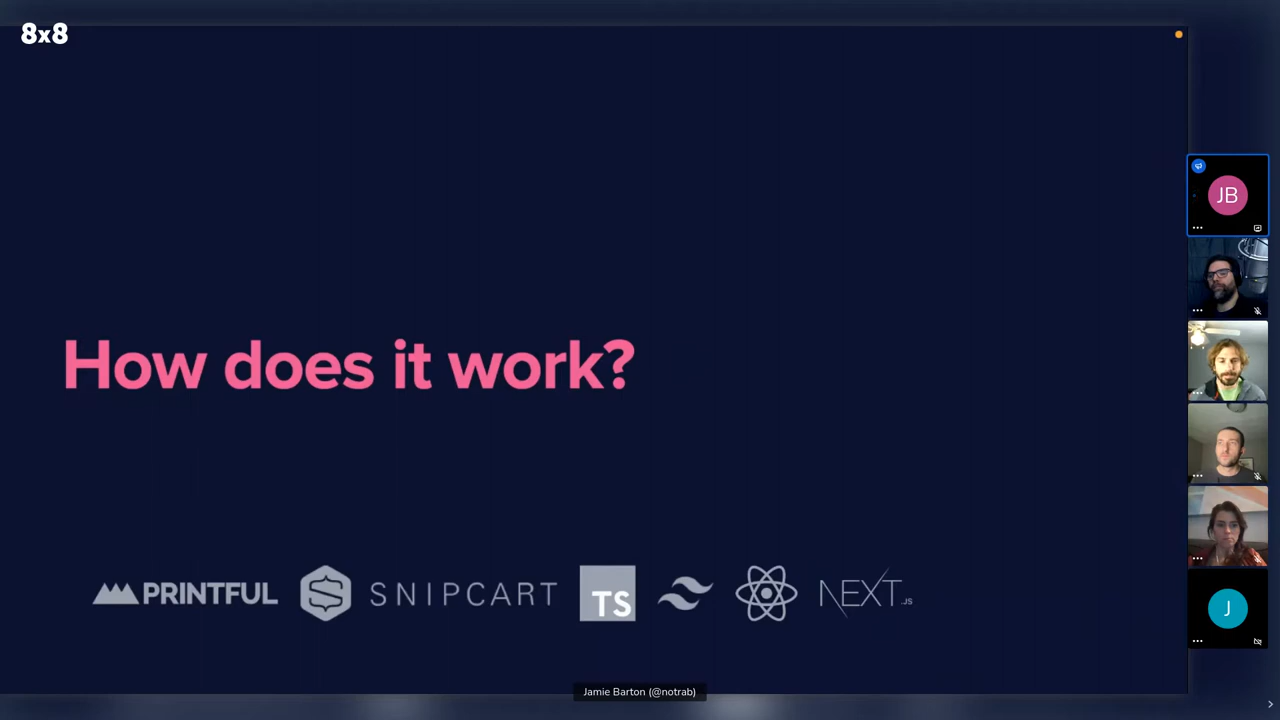 8x8
JB
How does it work?
PRINTFUL SNIPCART TS NEXT.JS
J
Jamie Barton (@notrab)